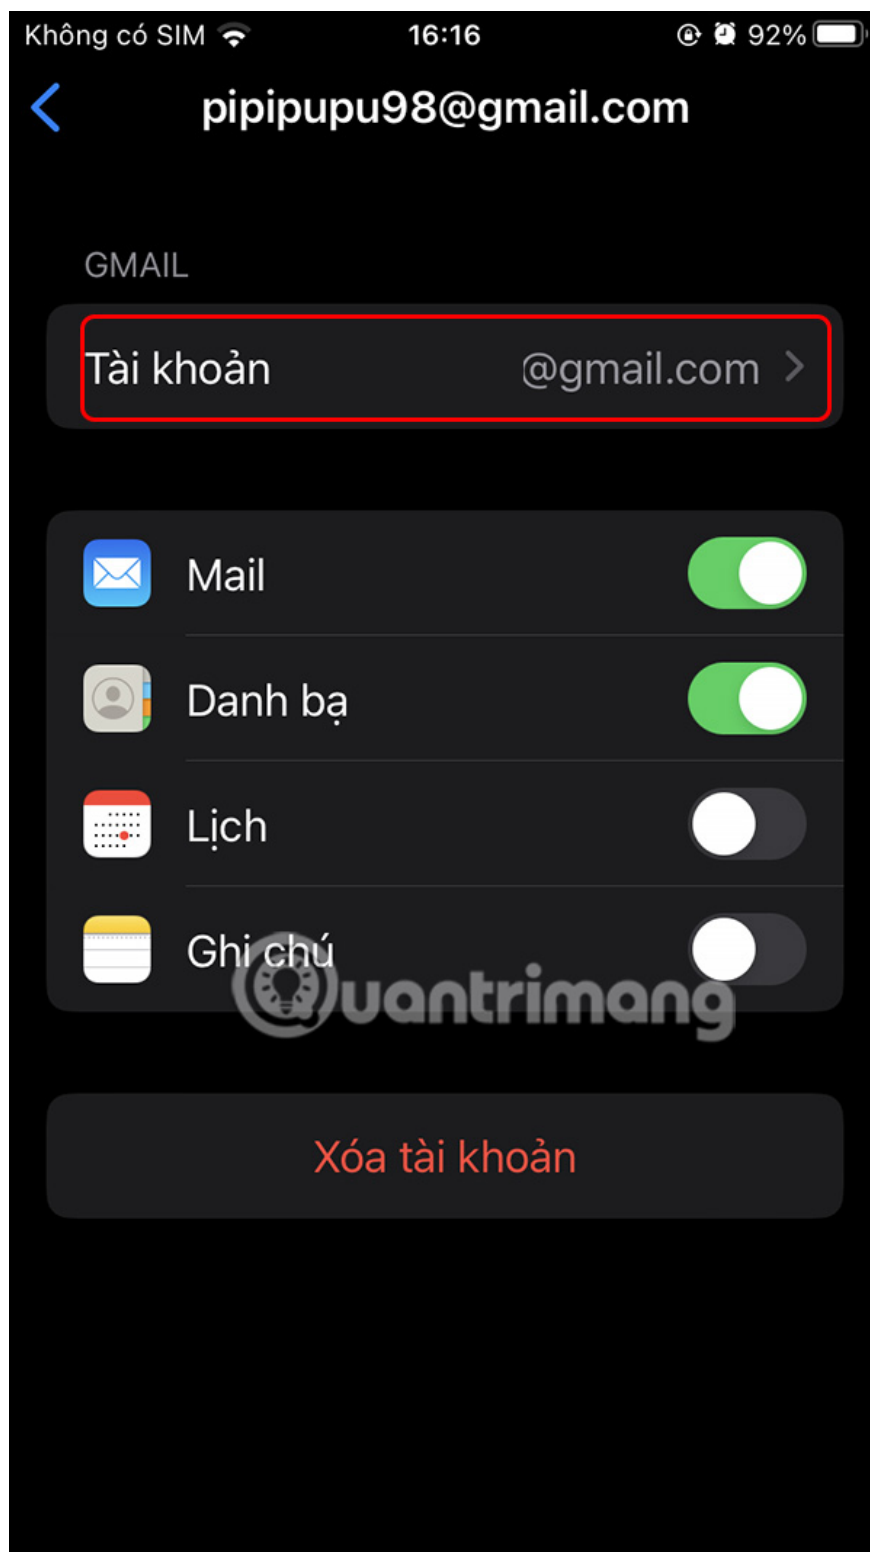 Không có SIM 16:16 92%
pipipupu98@gmail.com
GMAIL
Tài khoản @gmail.com
Mail
Danh bạ
Lịch
Ghi chú
Quantrimang
Xóa tài khoản